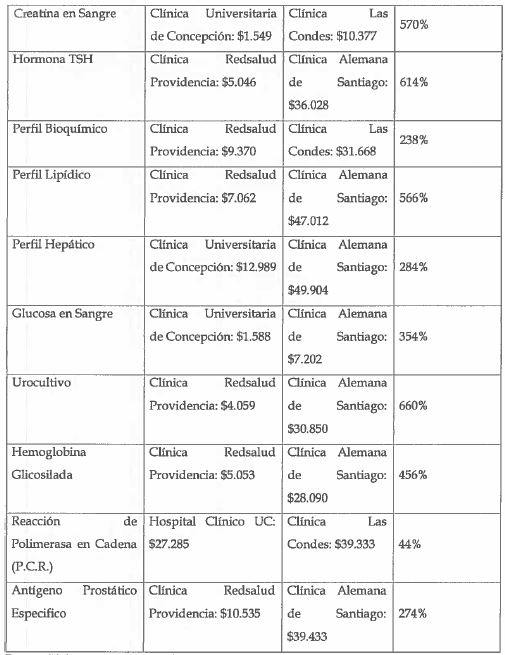 Creatina en Sangre
Clínica Universitaria
de Concepción: $1.549
Clínica Las
Condes: $10.377
570%
Hormona TSH
Clínica Redsalud
Providencia: $5.046
Clínica Alemana
de Santiago:
$36.028
614%
Perfil Bioquímico
Clínica Redsalud
Providencia: $9.370
Clínica Las
Condes: $31.668
238%
Perfil Lipídico
Clínica Redsalud
Providencia: $7.062
Clínica Alemana
de Santiago:
$47.012
566%
Perfil Hepático
Clínica Universitaria
de Concepción: $12.989
Clínica Alemana
de Santiago:
$49.904
284%
Glucosa en Sangre
Clínica Universitaria
de Concepción: $1.588
Clínica Alemana
de Santiago:
$7.202
354%
Urocultivo
Clínica Redsalud
Providencia: $4.059
Clínica Alemana
de Santiago:
$30.850
660%
Hemoglobina
Glicosilada
Clínica Redsalud
Providencia: $5.053
Clínica Alemana
de Santiago:
$28.090
456%
Reacción de
Polimerasa en Cadena
(P.C.R.)
Hospital Clínico UC:
$27.285
Clínica Las
Condes: $39.333
44%
Antígeno Prostático
Especifico
Clínica Redsalud
Providencia: $10.535
Clínica Alemana
de Santiago:
$39.433
274%